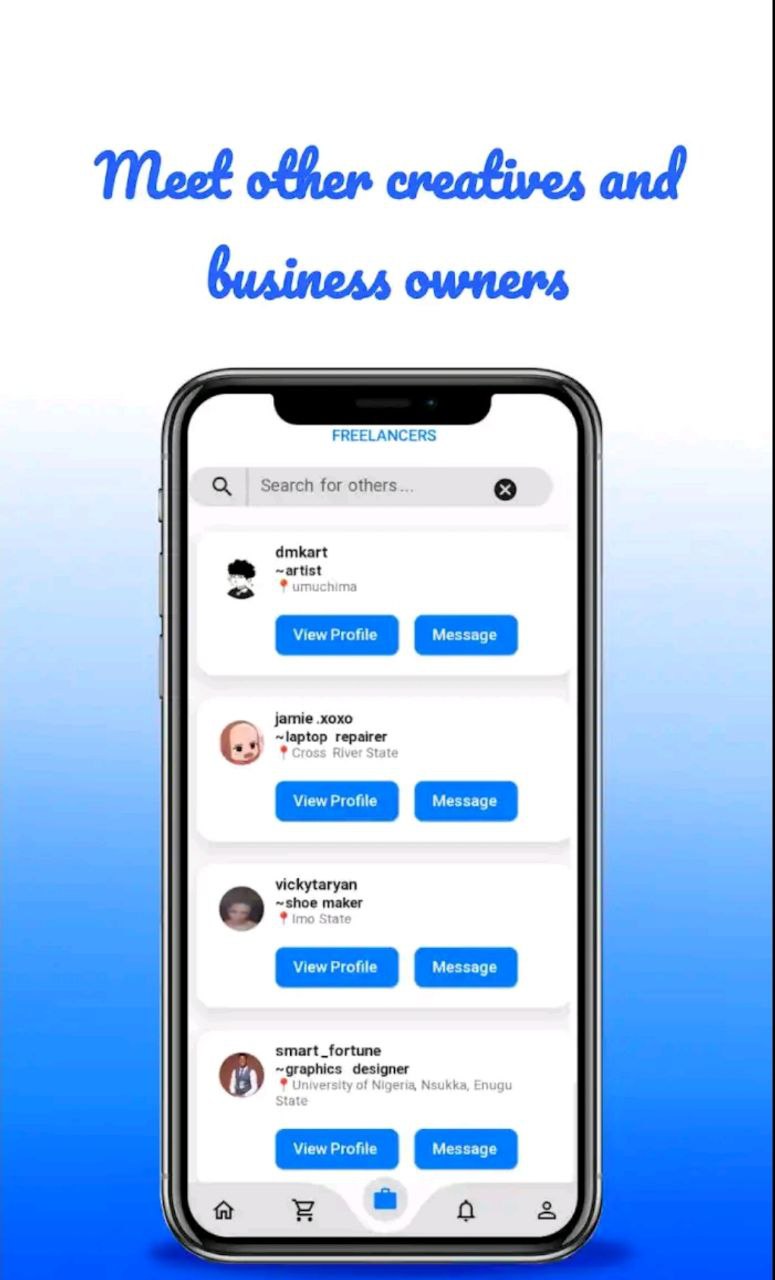 Meet other creatives and
business owners
FREELANCERS
Search for others...
dmkart
~artist
📍umuchima
View Profile
Message
jamie.xoxo
~laptop repairer
📍Cross River State
View Profile
Message
vickytaryan
~shoe maker
📍Imo State
View Profile
Message
smart_fortune
~graphics designer
📍University of Nigeria, Nsukka, Enugu
State
View Profile
Message